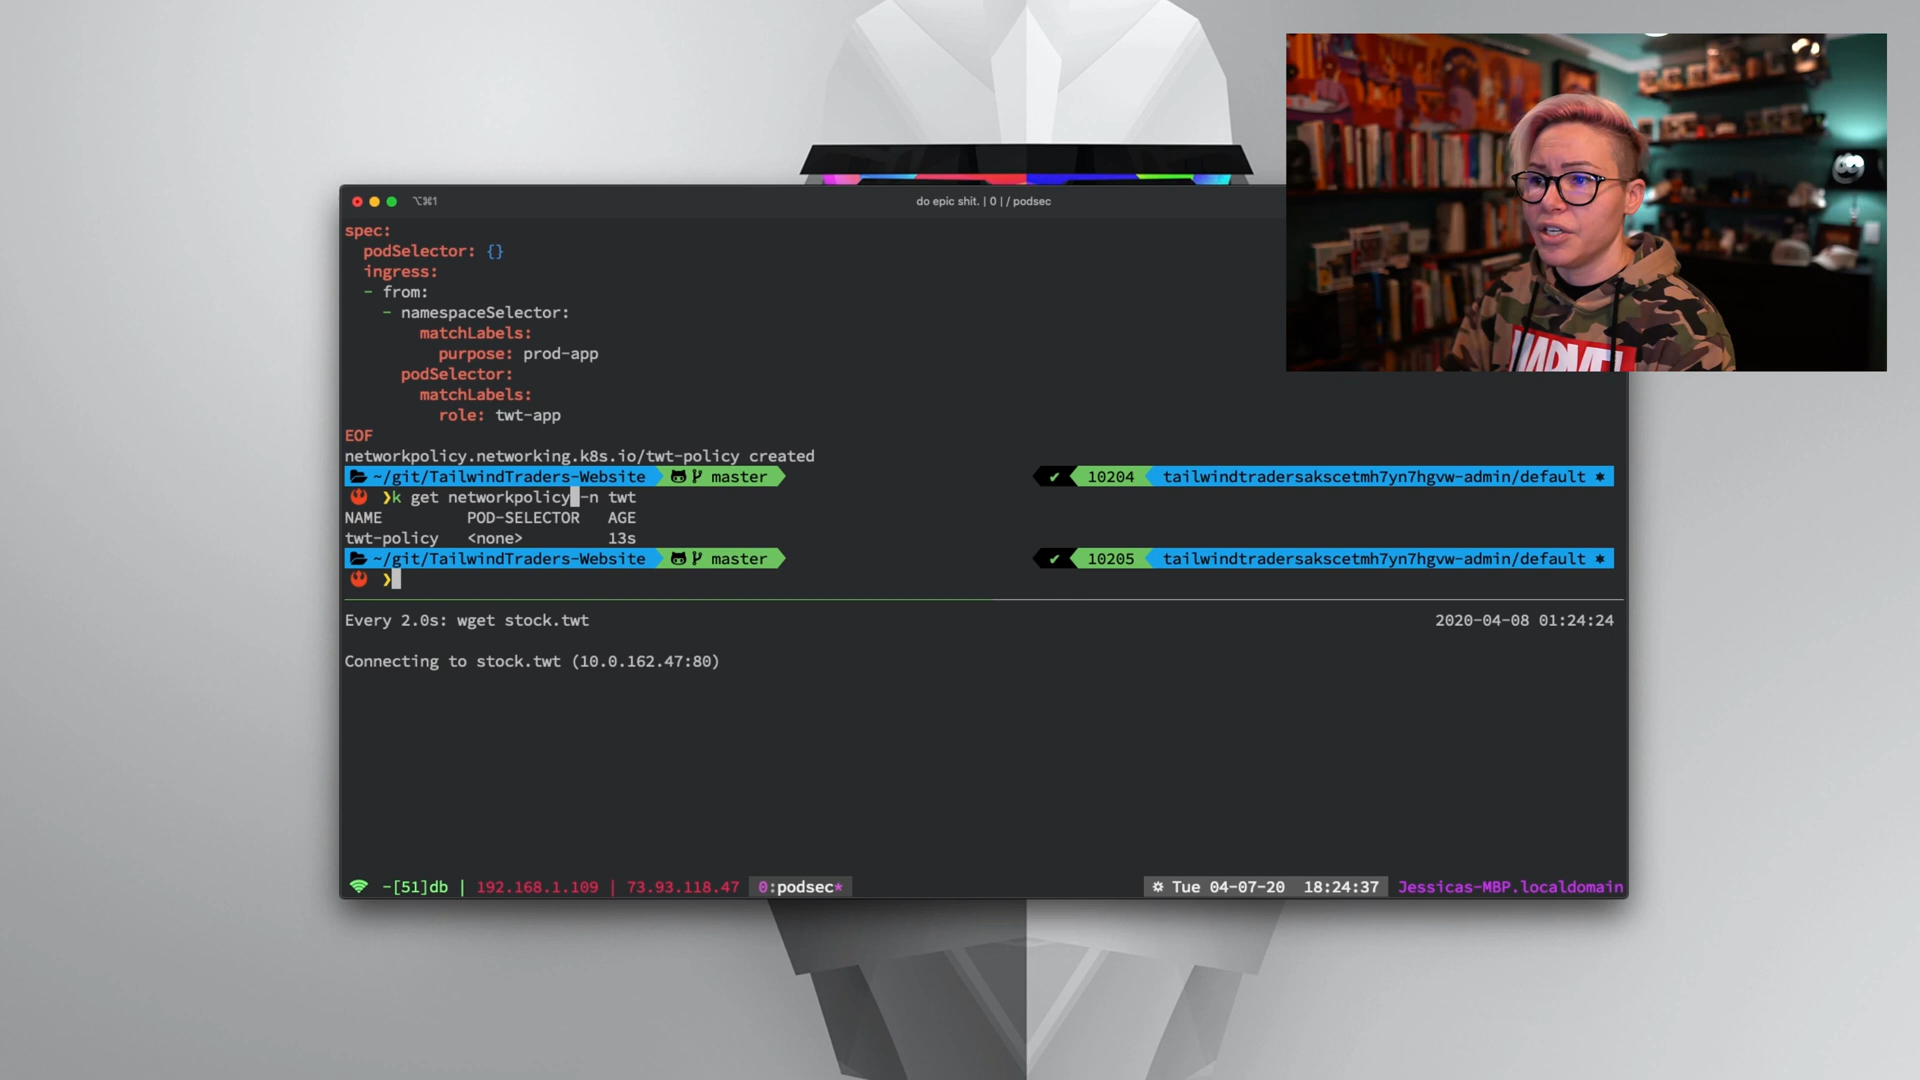 ⌥⌘1 do epic shit. | 0 | / podsec
spec:
podSelector: {}
ingress:
- from:
- namespaceSelector:
matchLabels:
purpose: prod-app
podSelector:
matchLabels:
role: twt-app
EOF
networkpolicy.networking.k8s.io/twt-policy created
~/git/TailwindTraders-Website master ✔ 10204 tailwindtradersakscetmh7yn7hgvw-admin/default
❯k get networkpolicy -n twt
NAME POD-SELECTOR AGE
twt-policy <none> 13s
~/git/TailwindTraders-Website master ✔ 10205 tailwindtradersakscetmh7yn7hgvw-admin/default
❯
Every 2.0s: wget stock.twt 2020-04-08 01:24:24
Connecting to stock.twt (10.0.162.47:80)
-[51]db | 192.168.1.109 | 73.93.118.47 0:podsec* Tue 04-07-20 18:24:37 Jessicas-MBP.localdomain
MARVEL